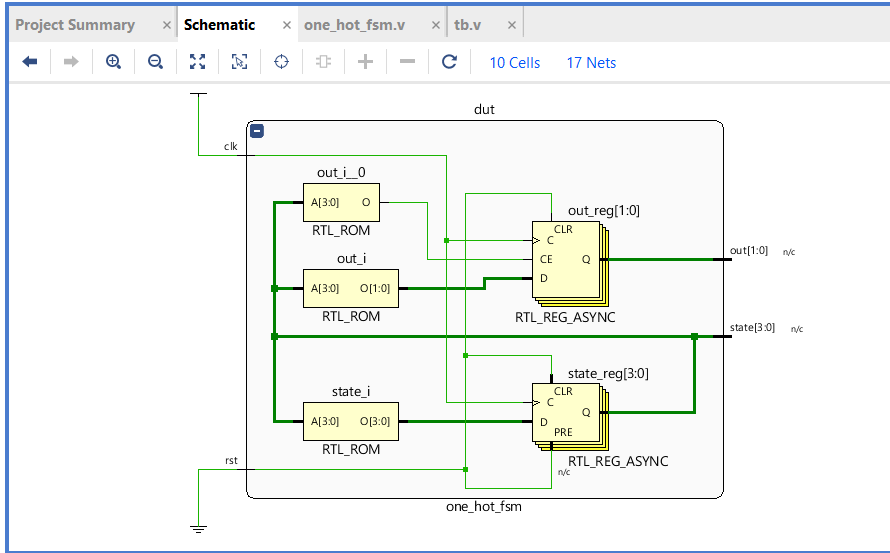 Project Summary
Schematic
one_hot_fsm.v
tb.v
10 Cells
17 Nets
dut
clk
out_i__0
A[3:0]
O
RTL_ROM
out_i
A[3:0]
O[1:0]
RTL_ROM
out_reg[1:0]
CLR
C
CE
Q
D
RTL_REG_ASYNC
out[1:0]
n/c
state[3:0]
n/c
state_i
A[3:0]
O[3:0]
RTL_ROM
state_reg[3:0]
CLR
C
Q
D
PRE
RTL_REG_ASYNC
n/c
rst
one_hot_fsm